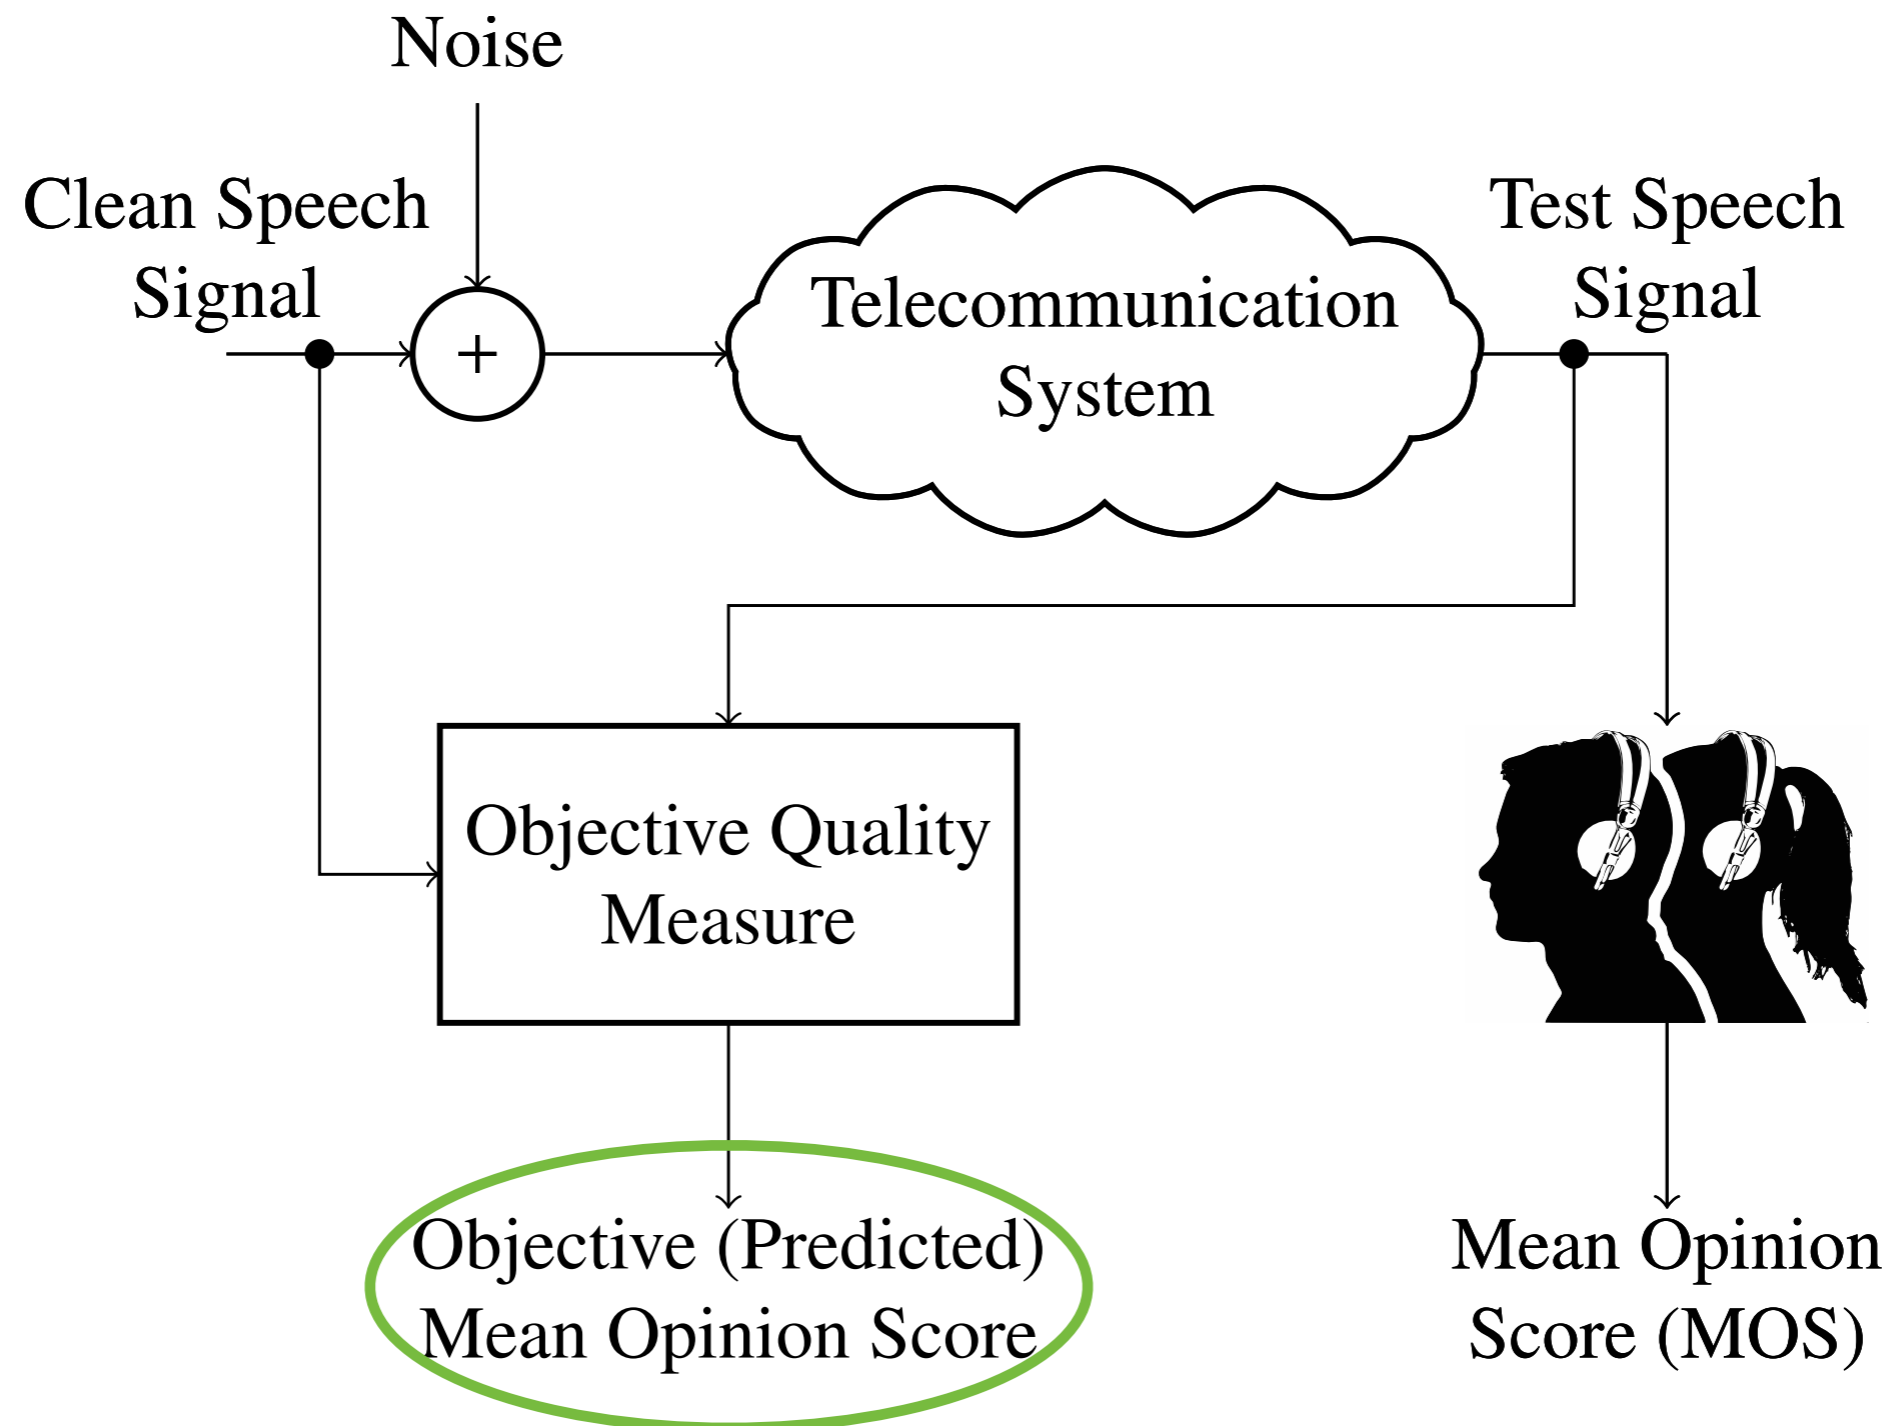 Noise
Clean Speech
Signal
+
Telecommunication
System
Test Speech
Signal
Objective Quality
Measure
Objective (Predicted)
Mean Opinion Score
Mean Opinion
Score (MOS)